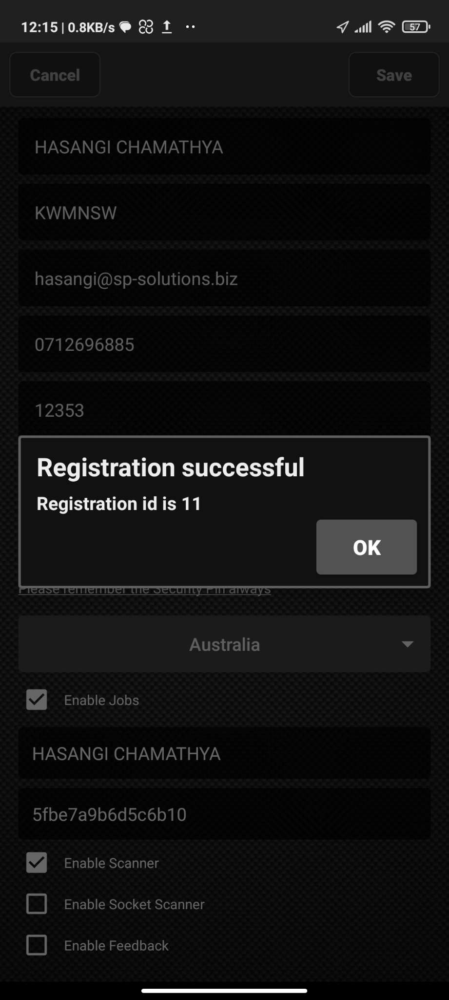 12:15 | 0.8KB/s
57
Cancel
Save
HASANGI CHAMATHYA
KWMNSW
hasangi@sp-solutions.biz
0712696885
12353
Registration successful
Registration id is 11
OK
Please remember the Security Pin always
Australia
Enable Jobs
HASANGI CHAMATHYA
5fbe7a9b6d5c6b10
Enable Scanner
Enable Socket Scanner
Enable Feedback